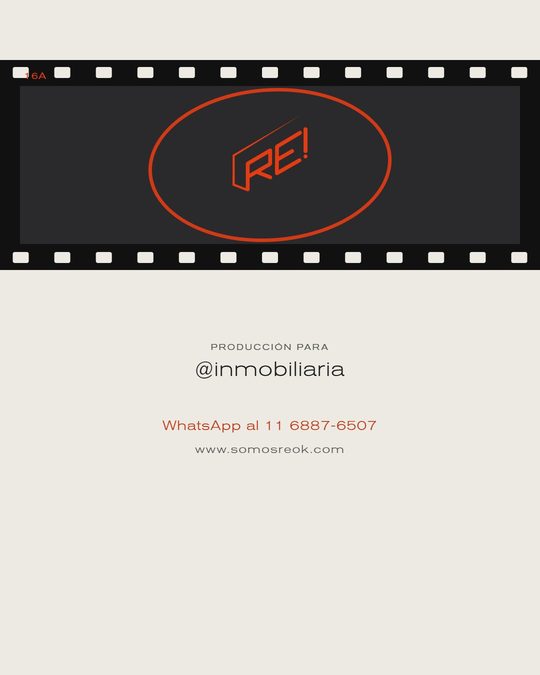 16A
RE!
PRODUCCIÓN PARA
@inmobiliaria
WhatsApp al 11 6887-6507
www.somosreok.com